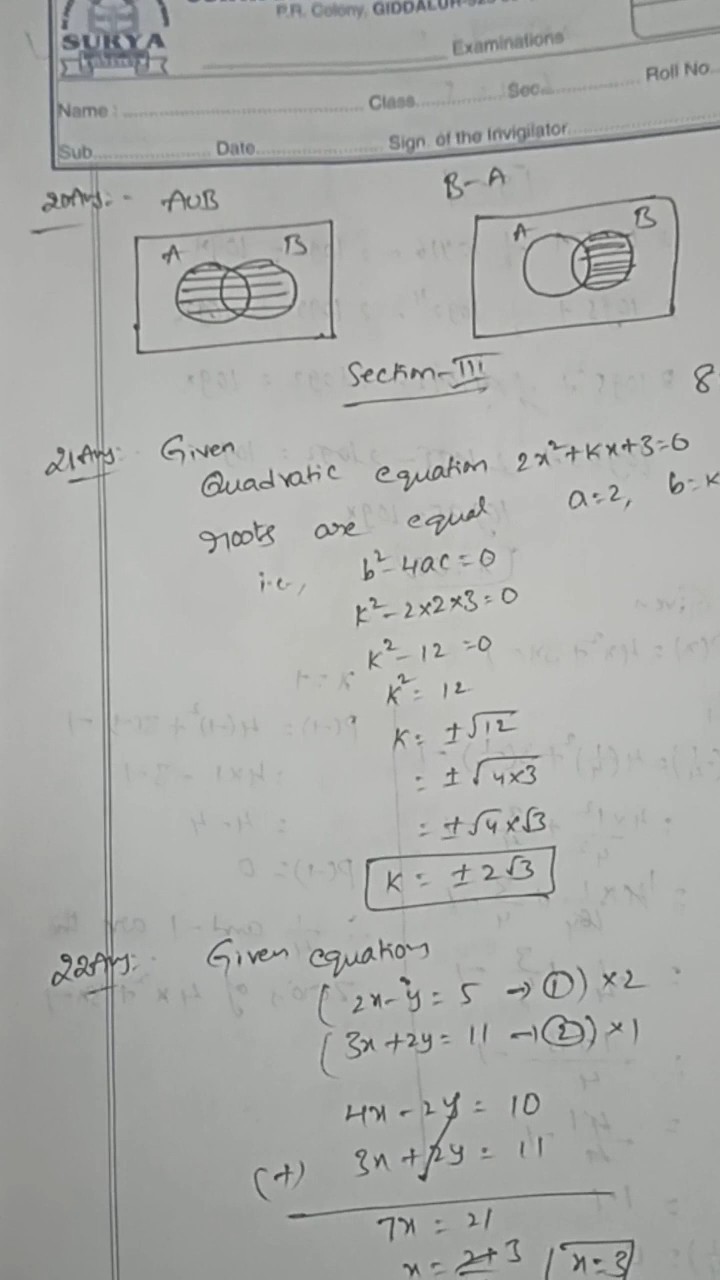 SURYA
P.R. Colony, GIDDALUR
Examinations
Name : Class Sec Roll No
Sub Date Sign. of the Invigilator
20Ans:- A∪B B-A
A B A B
Section-III
8
21Ans: Given
Quadratic equation 2x²+Kx+3=0
roots are equal a=2, b=K
i.e, b²-4ac=0
K²-2×2×3=0
K²-12=0
K²=12
K= ±√12
= ±√4×3
= ±√4×√3
K= ±2√3
22Ans: Given equations
(2x-y=5 → ①)×2
(3x+2y=11 → ②)×1
4x-2y=10
(+) 3x+2y=11
7x=21
x= 3 x=3